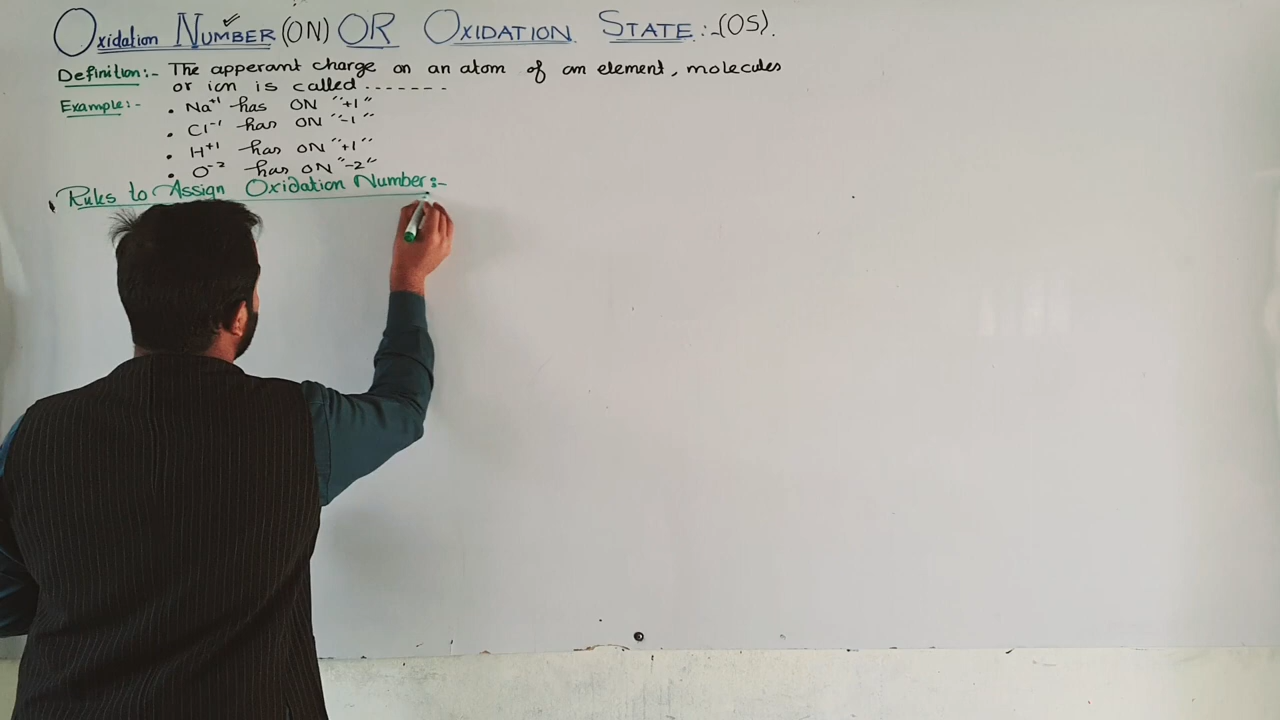 Oxidation NUMBER (ON) OR OXIDATION STATE:-(OS).
Definition:- The apperant charge on an atom of an element, molecules
or ion is called .......
Example:- • Na⁺¹ has ON "+1"
• Cl⁻¹ has ON "-1"
• H⁺¹ has ON "+1"
• O⁻² has ON "-2"
Rules to Assign Oxidation Number:-